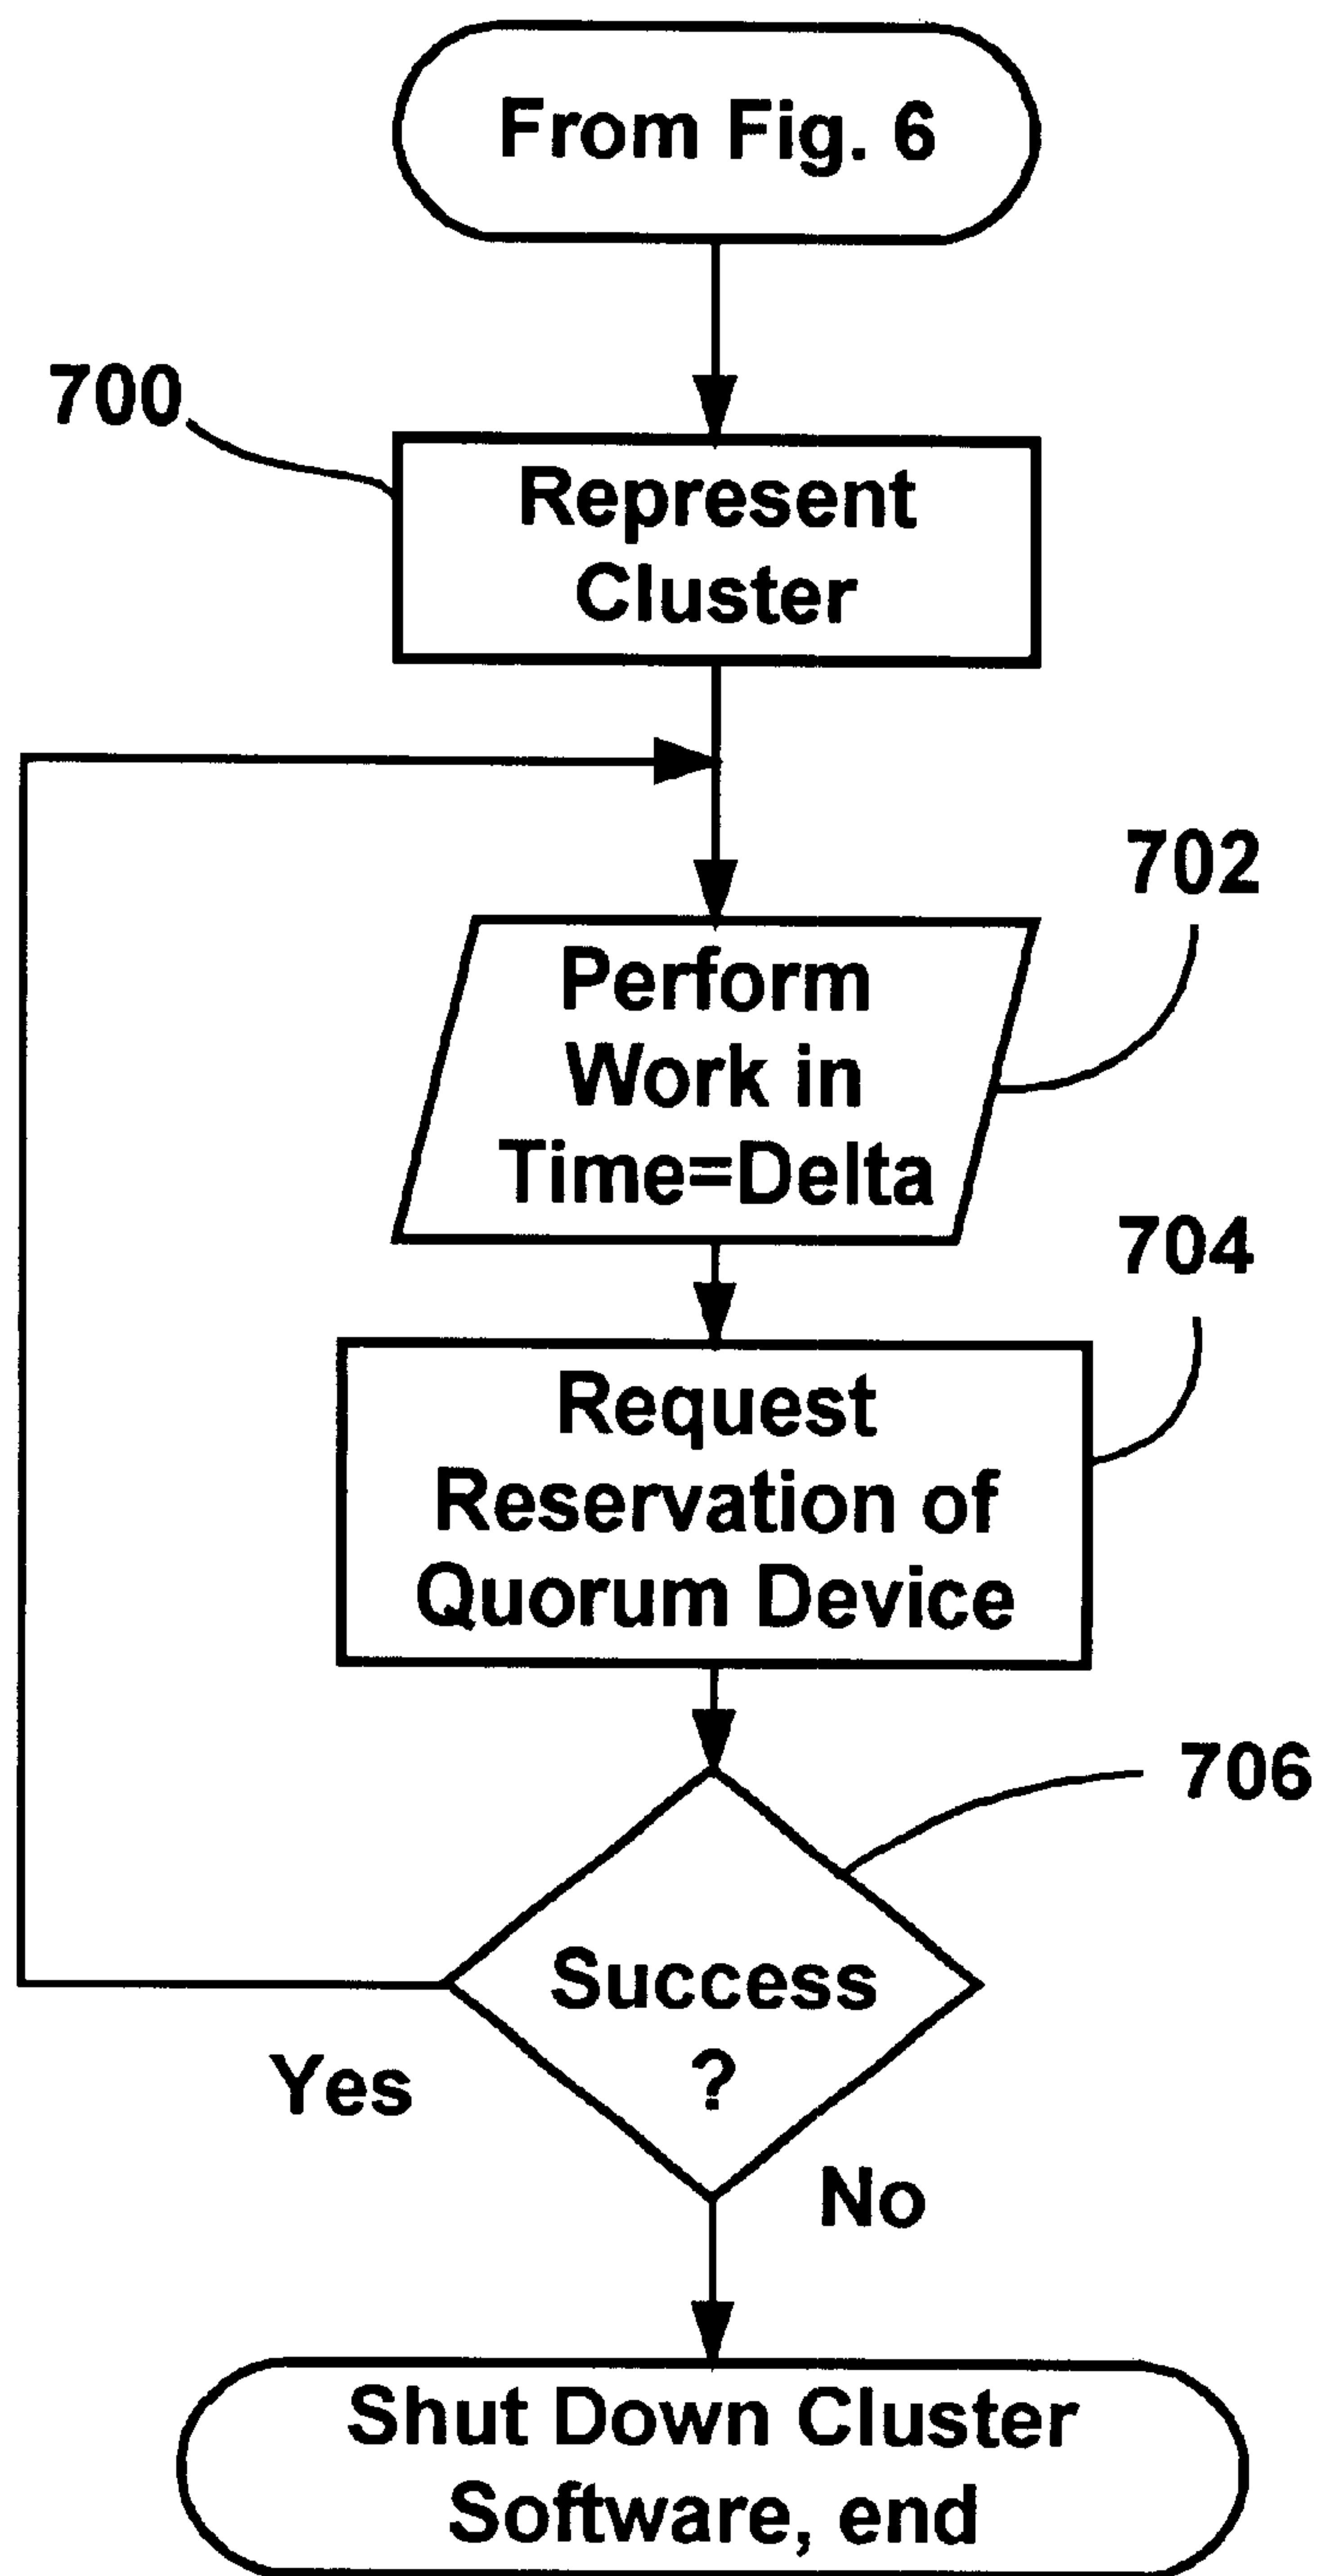 From Fig. 6
700
Represent
Cluster
702
Perform
Work in
Time=Delta
704
Request
Reservation of
Quorum Device
706
Success
?
Yes
No
Shut Down Cluster
Software, end